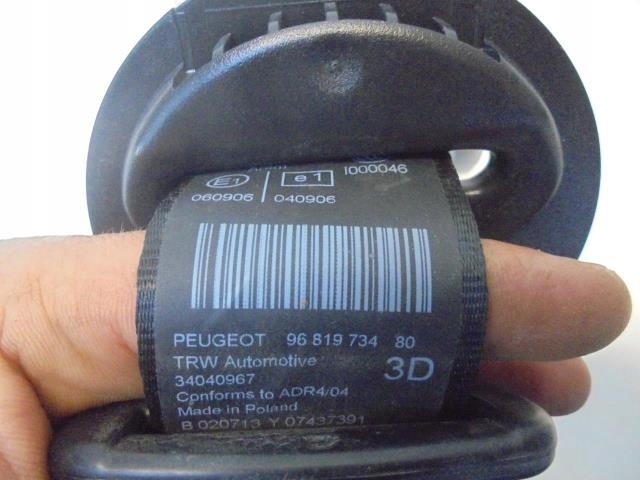 I000046
E1 e1
060906 040906
PEUGEOT 96 819 734 80
TRW Automotive
34040967 3D
Conforms to ADR4/04
Made in Poland
B 020713 Y 07437391